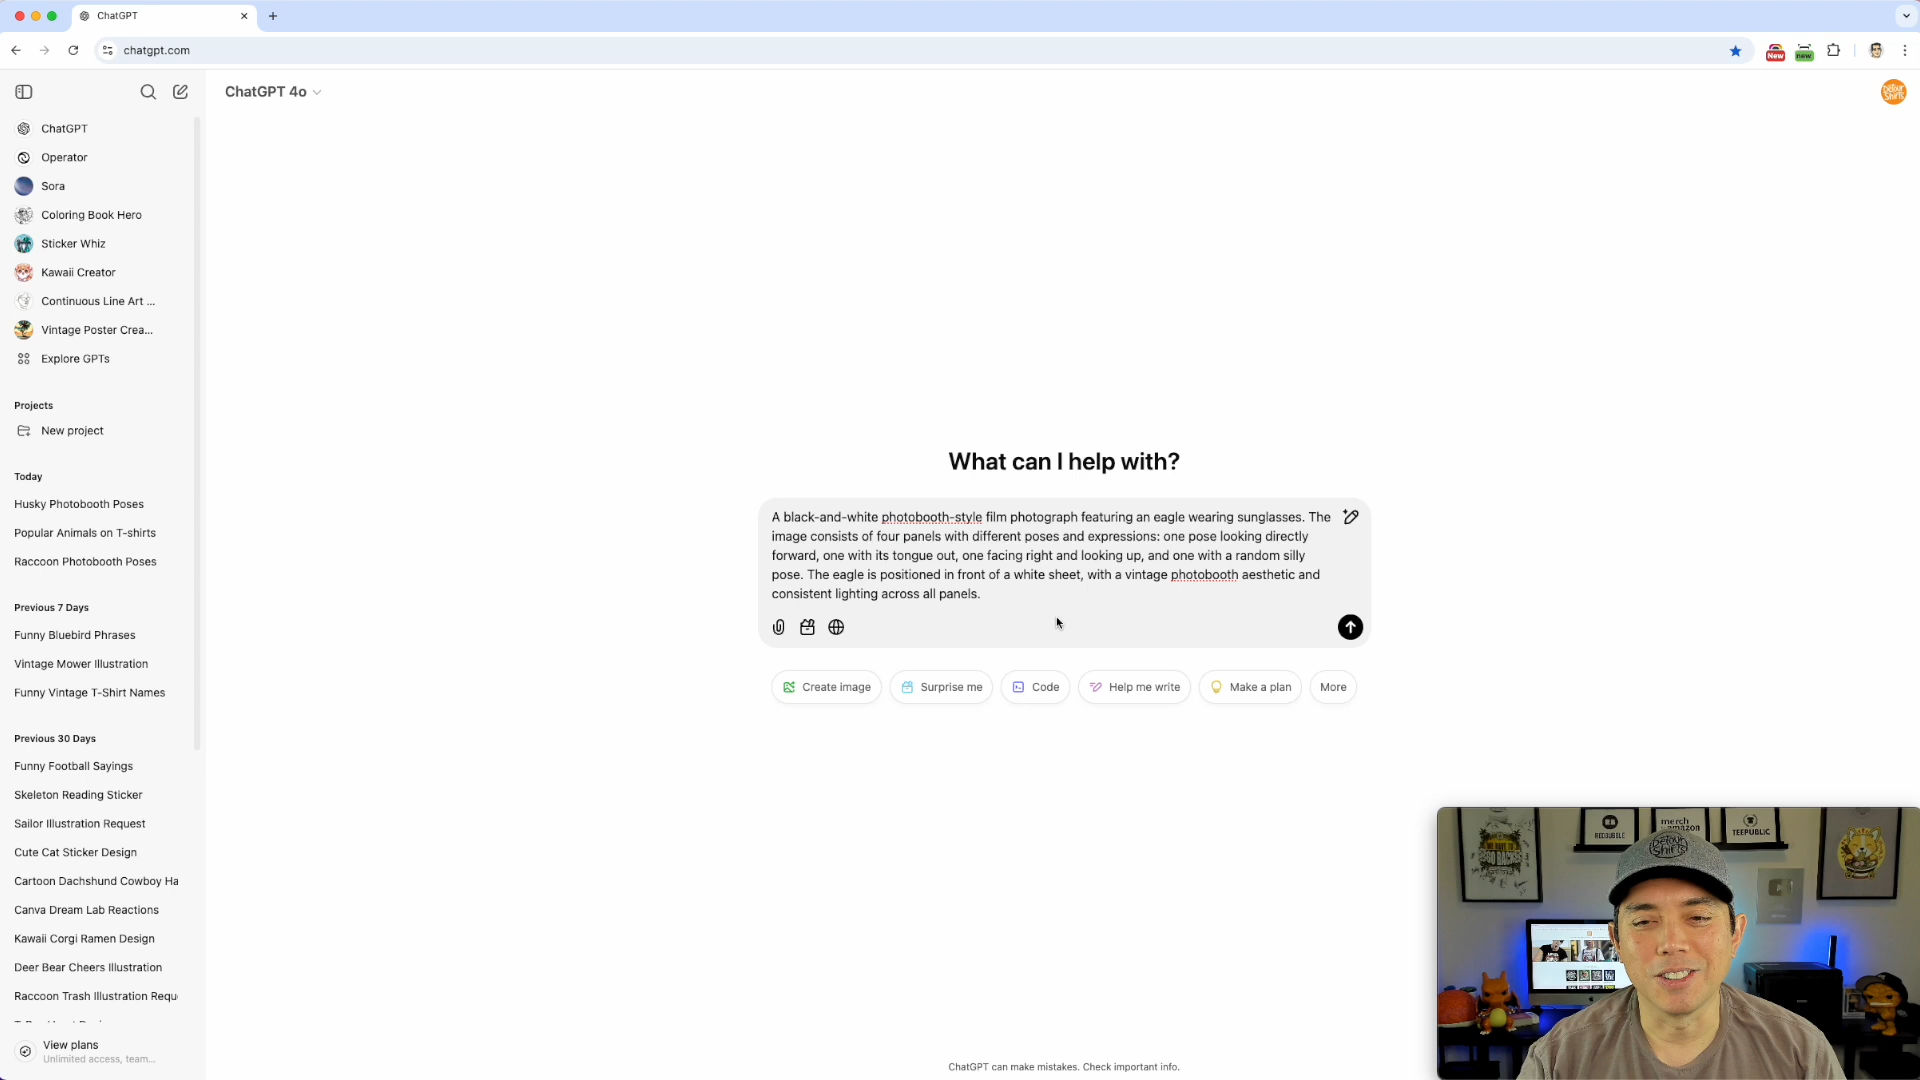 ChatGPT
chatgpt.com
New
new
ChatGPT 4o
Detour
Shirts
ChatGPT
Operator
Sora
Coloring Book Hero
Sticker Whiz
Kawaii Creator
Continuous Line Art ...
Vintage Poster Crea...
Explore GPTs
Projects
New project
Today
Husky Photobooth Poses
Popular Animals on T-shirts
Raccoon Photobooth Poses
Previous 7 Days
Funny Bluebird Phrases
Vintage Mower Illustration
Funny Vintage T-Shirt Names
Previous 30 Days
Funny Football Sayings
Skeleton Reading Sticker
Sailor Illustration Request
Cute Cat Sticker Design
Cartoon Dachshund Cowboy Ha
Canva Dream Lab Reactions
Kawaii Corgi Ramen Design
Deer Bear Cheers Illustration
Raccoon Trash Illustration Requ
View plans
Unlimited access, team...
What can I help with?
A black-and-white photobooth-style film photograph featuring an eagle wearing sunglasses. The
image consists of four panels with different poses and expressions: one pose looking directly
forward, one with its tongue out, one facing right and looking up, and one with a random silly
pose. The eagle is positioned in front of a white sheet, with a vintage photobooth aesthetic and
consistent lighting across all panels.
Create image
Surprise me
Code
Help me write
Make a plan
More
ChatGPT can make mistakes. Check important info.
REDBUBBLE
merch
amazon
TEEPUBLIC
Detour
Shirts